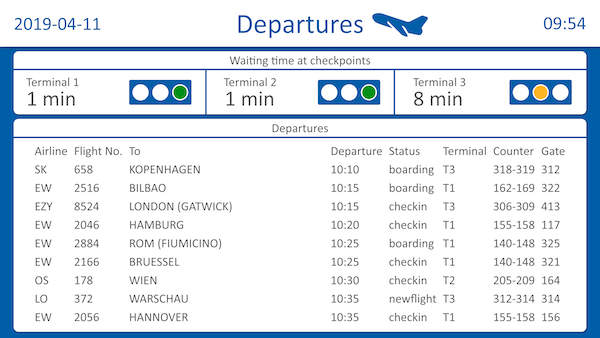 2019-04-11 Departures 09:54
Waiting time at checkpoints
Terminal 1 Terminal 2 Terminal 3
1 min 1 min 8 min
Departures
Airline Flight No. To Departure Status Terminal Counter Gate
SK 658 KOPENHAGEN 10:10 boarding T3 318-319 312
EW 2516 BILBAO 10:15 boarding T1 162-169 322
EZY 8524 LONDON (GATWICK) 10:15 checkin T3 306-309 413
EW 2046 HAMBURG 10:20 checkin T1 155-158 117
EW 2884 ROM (FIUMICINO) 10:25 boarding T1 140-148 325
EW 2166 BRUESSEL 10:25 checkin T1 140-148 321
OS 178 WIEN 10:30 checkin T2 205-209 164
LO 372 WARSCHAU 10:35 newflight T3 312-314 314
EW 2056 HANNOVER 10:35 checkin T1 155-158 156